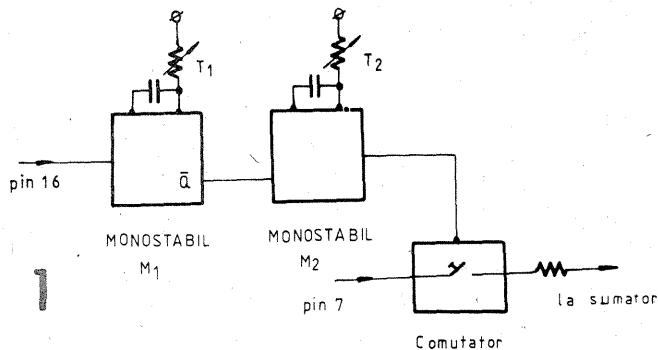 T1
T2
pin 16
Q̄
MONOSTABIL
M1
MONOSTABIL
M2
1
pin 7
la sumator
Comutator